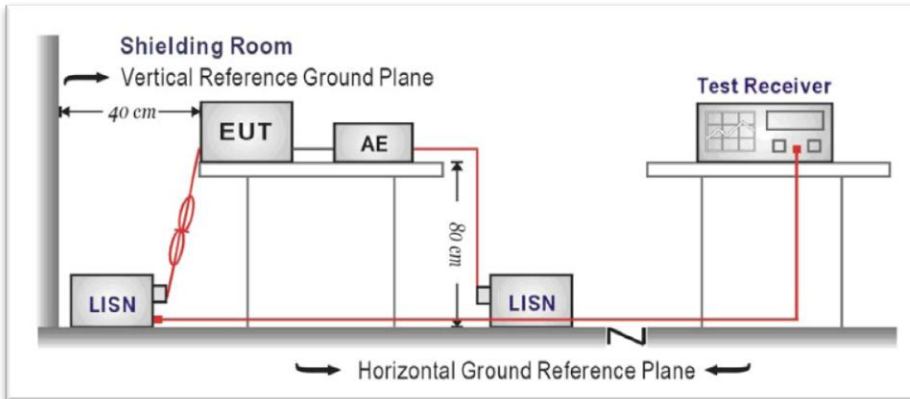 Shielding Room
Vertical Reference Ground Plane
40 cm
EUT
AE
Test Receiver
80 cm
LISN
LISN
Horizontal Ground Reference Plane